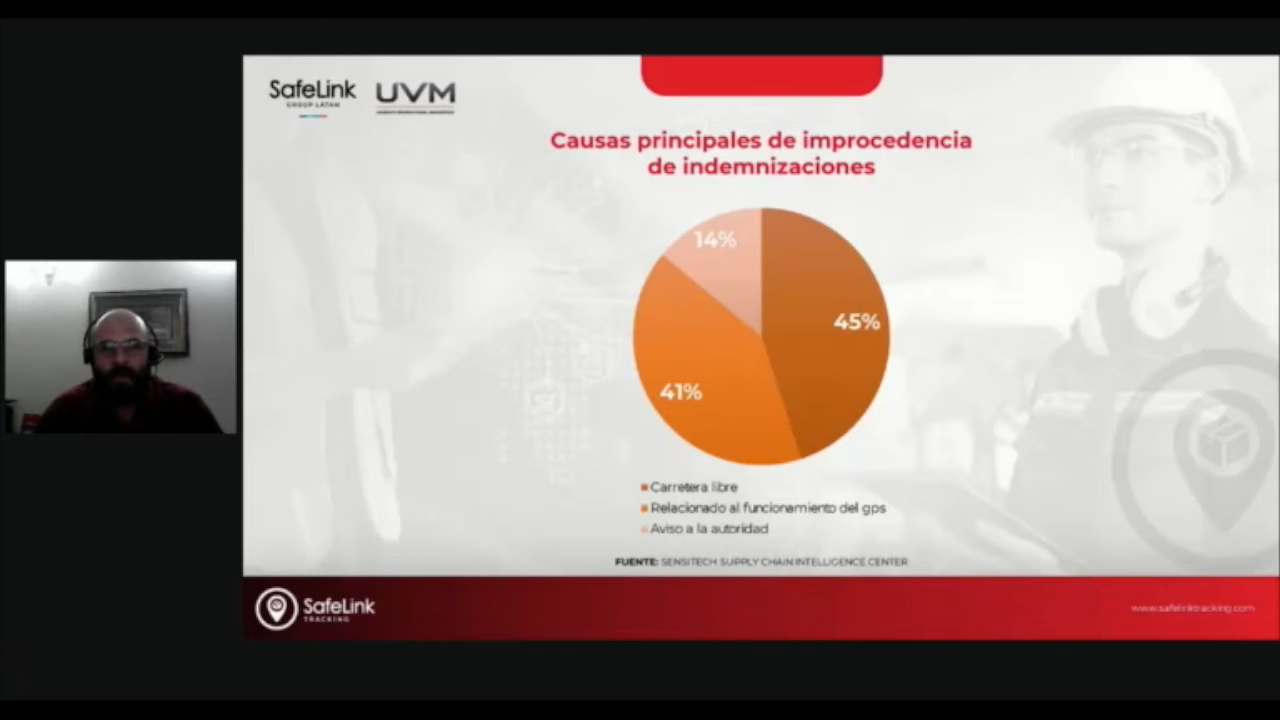 SafeLink
GROUP LATAM
UVM
Causas principales de improcedencia
de indemnizaciones
14%
45%
41%
Carretera libre
Relacionado al funcionamiento del gps
Aviso a la autoridad
FUENTE: SENSITECH SUPPLY CHAIN INTELLIGENCE CENTER
SafeLink
TRACKING
www.safelinktracking.com